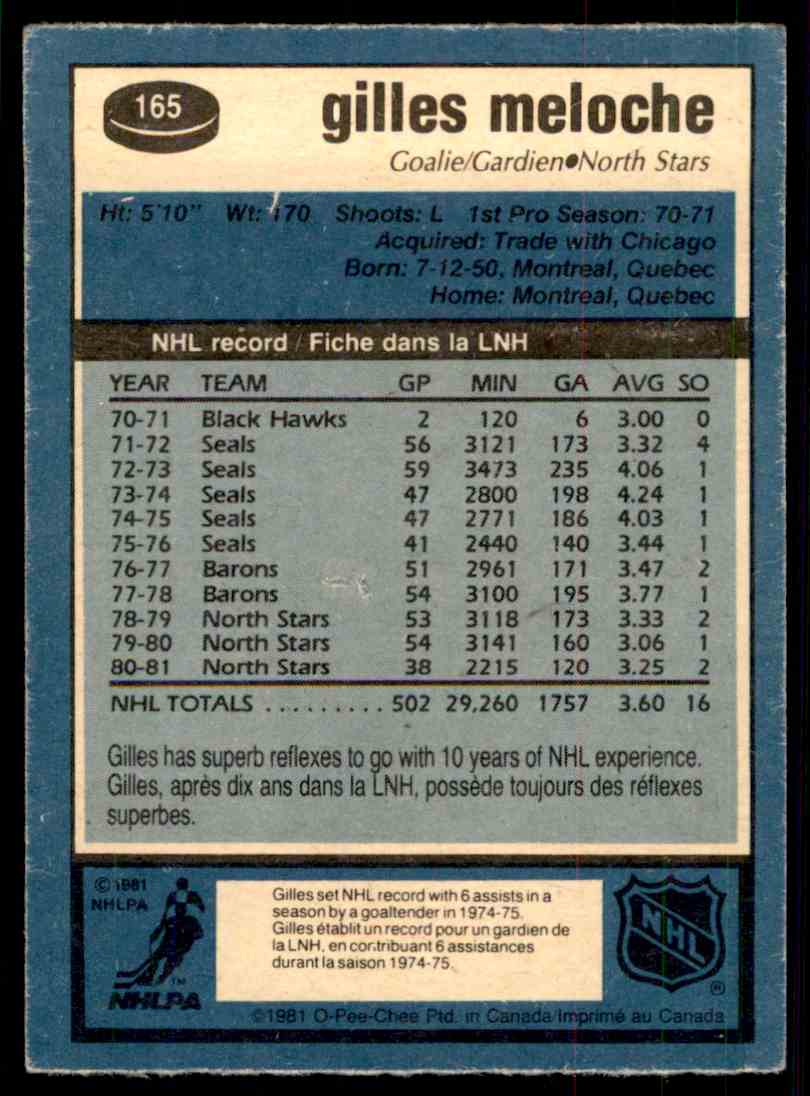 165
gilles meloche
Goalie/Gardien●North Stars
Ht: 5'10" Wt: 170 Shoots: L 1st Pro Season: 70-71
Acquired: Trade with Chicago
Born: 7-12-50, Montreal, Quebec
Home: Montreal, Quebec
NHL record / Fiche dans la LNH
YEAR TEAM GP MIN GA AVG SO
70-71 Black Hawks 2 120 6 3.00 0
71-72 Seals 56 3121 173 3.32 4
72-73 Seals 59 3473 235 4.06 1
73-74 Seals 47 2800 198 4.24 1
74-75 Seals 47 2771 186 4.03 1
75-76 Seals 41 2440 140 3.44 1
76-77 Barons 51 2961 171 3.47 2
77-78 Barons 54 3100 195 3.77 1
78-79 North Stars 53 3118 173 3.33 2
79-80 North Stars 54 3141 160 3.06 1
80-81 North Stars 38 2215 120 3.25 2
NHL TOTALS ......... 502 29,260 1757 3.60 16
Gilles has superb reflexes to go with 10 years of NHL experience.
Gilles, après dix ans dans la LNH, possède toujours des réflexes
superbes.
© 1981
NHLPA
TM
NHLPA
Gilles set NHL record with 6 assists in a
season by a goaltender in 1974-75.
Gilles établit un record pour un gardien de
la LNH, en contribuant 6 assistances
durant la saison 1974-75.
NHL
®
©1981 O-Pee-Chee Ptd. in Canada/Imprimé au Canada